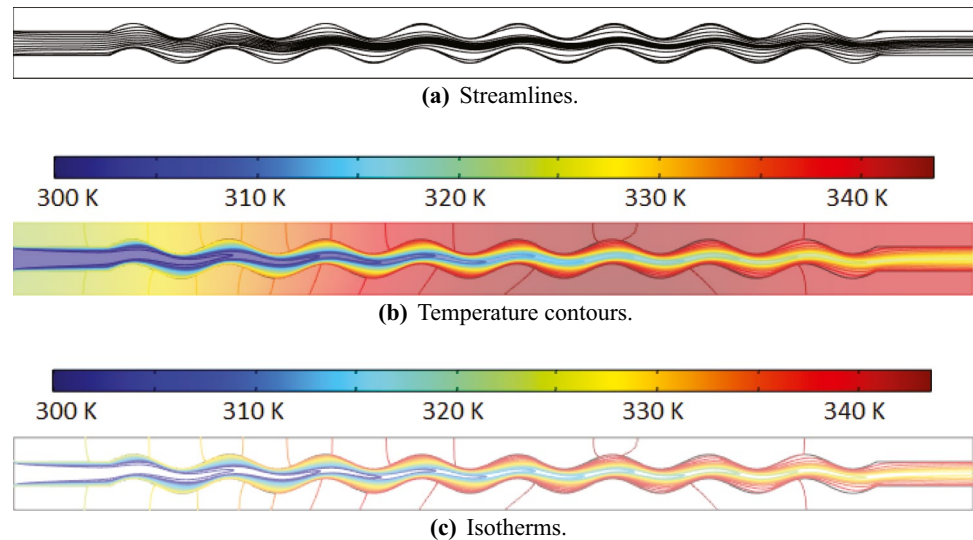 (a) Streamlines.
300 K 310 K 320 K 330 K 340 K
(b) Temperature contours.
300 K 310 K 320 K 330 K 340 K
(c) Isotherms.